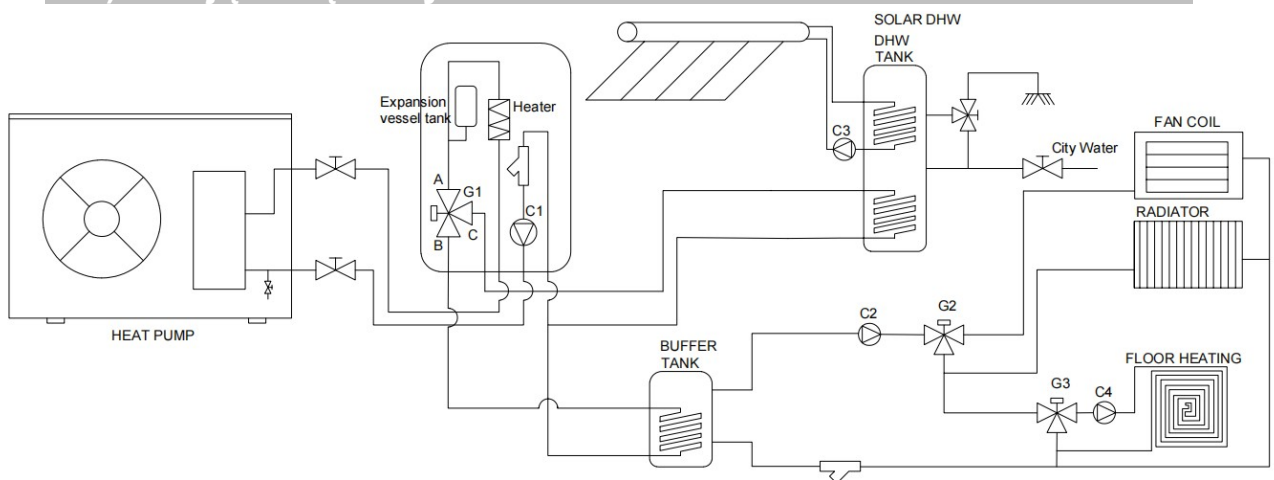 SOLAR DHW
DHW
TANK
Expansion
vessel tank
Heater
C3
FAN COIL
City Water
A
G1
C1
C
B
RADIATOR
HEAT PUMP
C2
G2
BUFFER
TANK
FLOOR HEATING
G3
C4